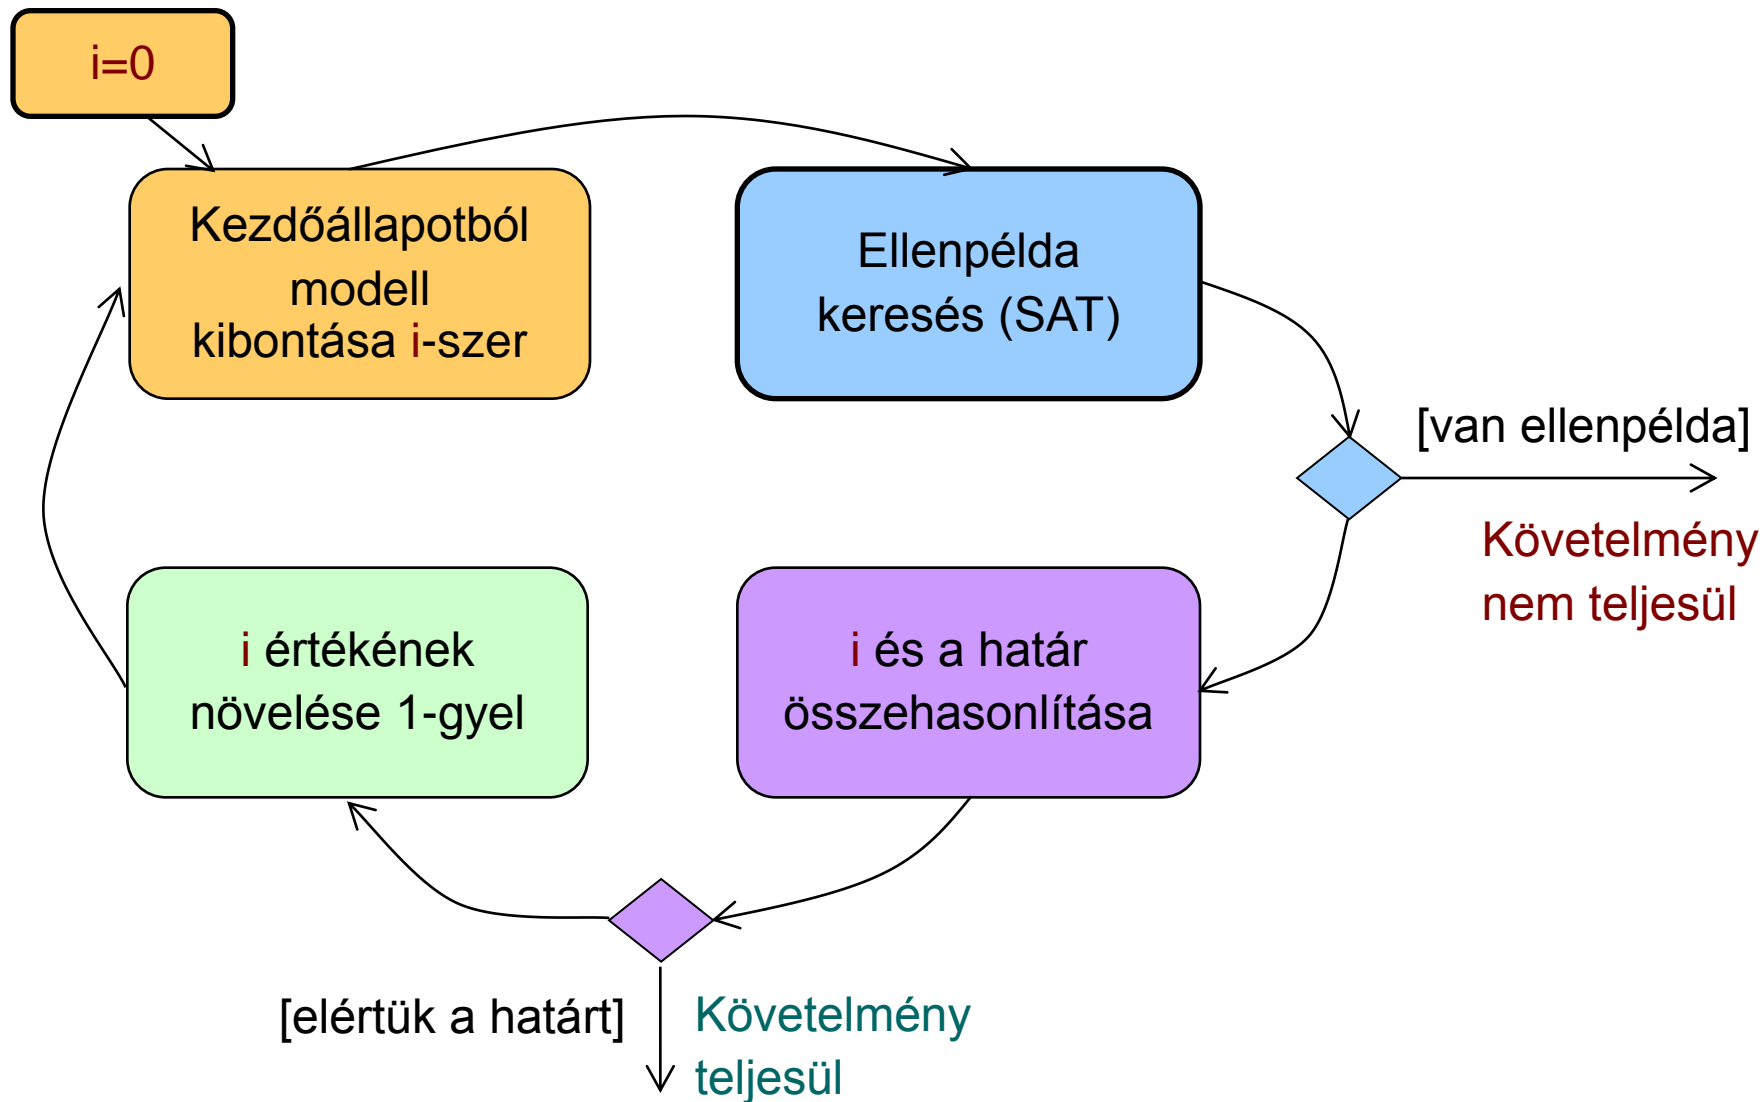 i=0
Kezdőállapotból
modell
kibontása i-szer
Ellenpélda
keresés (SAT)
[van ellenpélda]
Követelmény
nem teljesül
i értékének
növelése 1-gyel
i és a határ
összehasonlítása
[elértük a határt]
Követelmény
teljesül